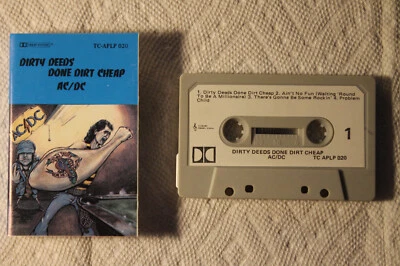 DOLBY SYSTEM
TC-APLP 020
DIRTY DEEDS
DONE DIRT CHEAP
AC/DC
AC/DC
1. Dirty Deeds Done Dirt Cheap 2. Ain't No Fun (Waiting 'Round
To Be A Millionaire) 3. There's Gonna Be Some Rockin' 4. Problem
Child
1
DIRTY DEEDS DONE DIRT CHEAP
AC/DC
TC APLP 020